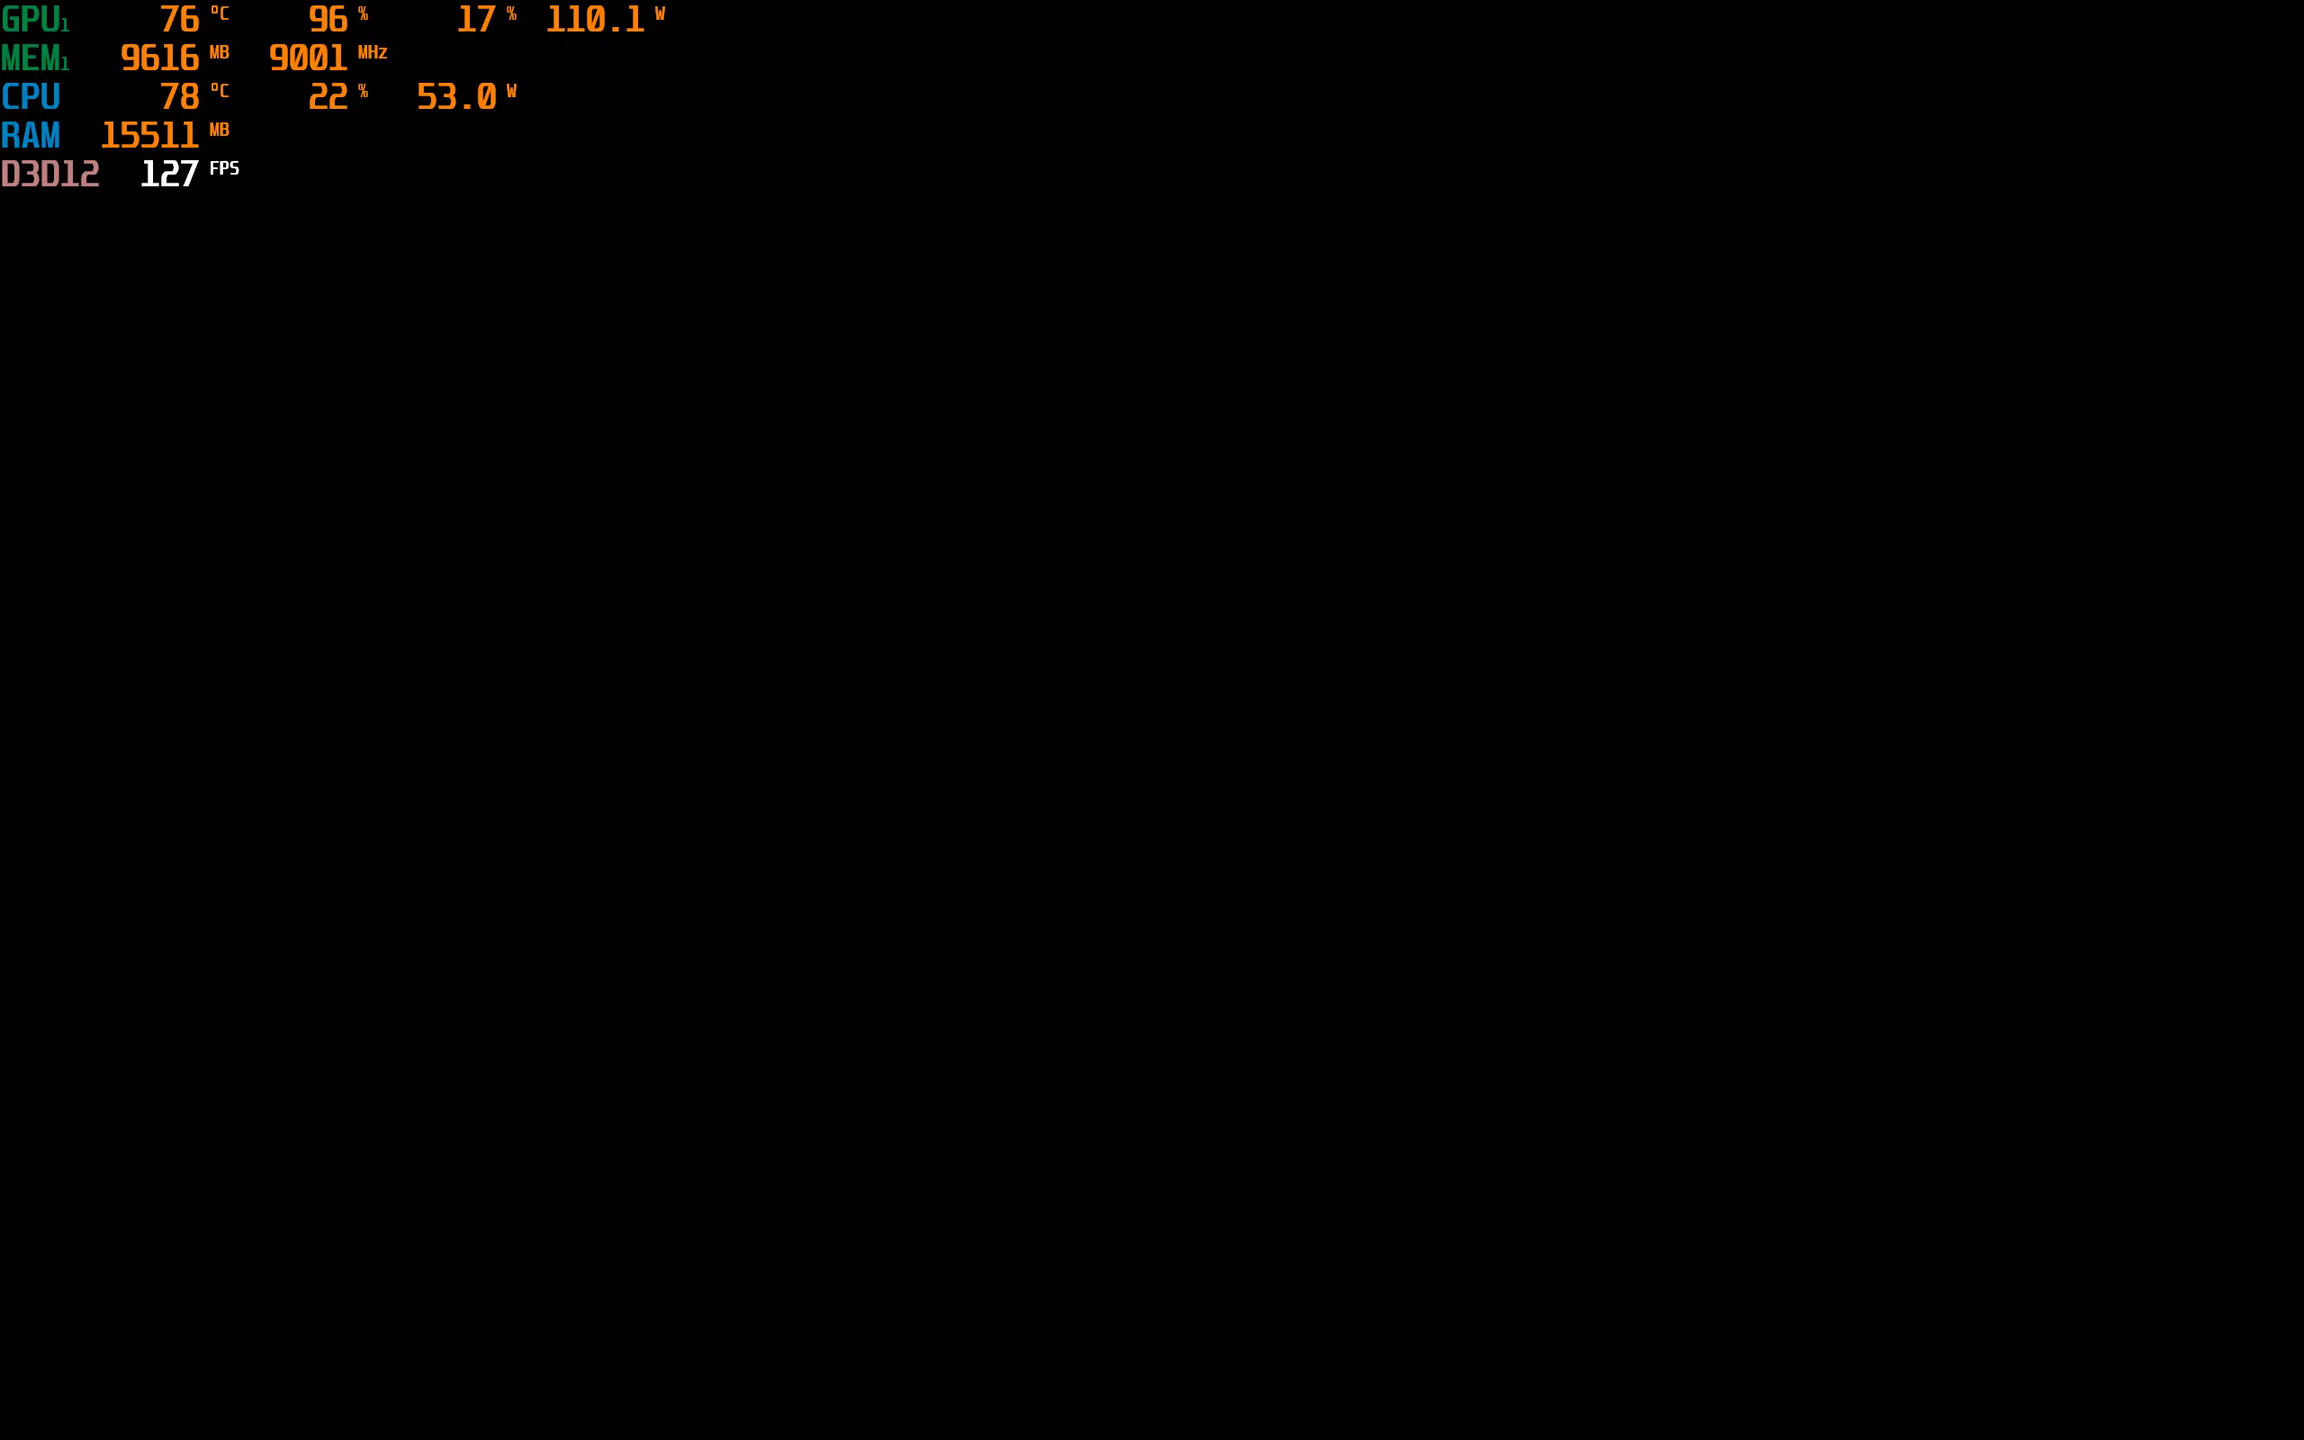 GPU1 76 °C 96 % 17 % 110.1 W
MEM1 9616 MB 9001 MHz
CPU 78 °C 22 % 53.0 W
RAM 15511 MB
D3D12 127 FPS